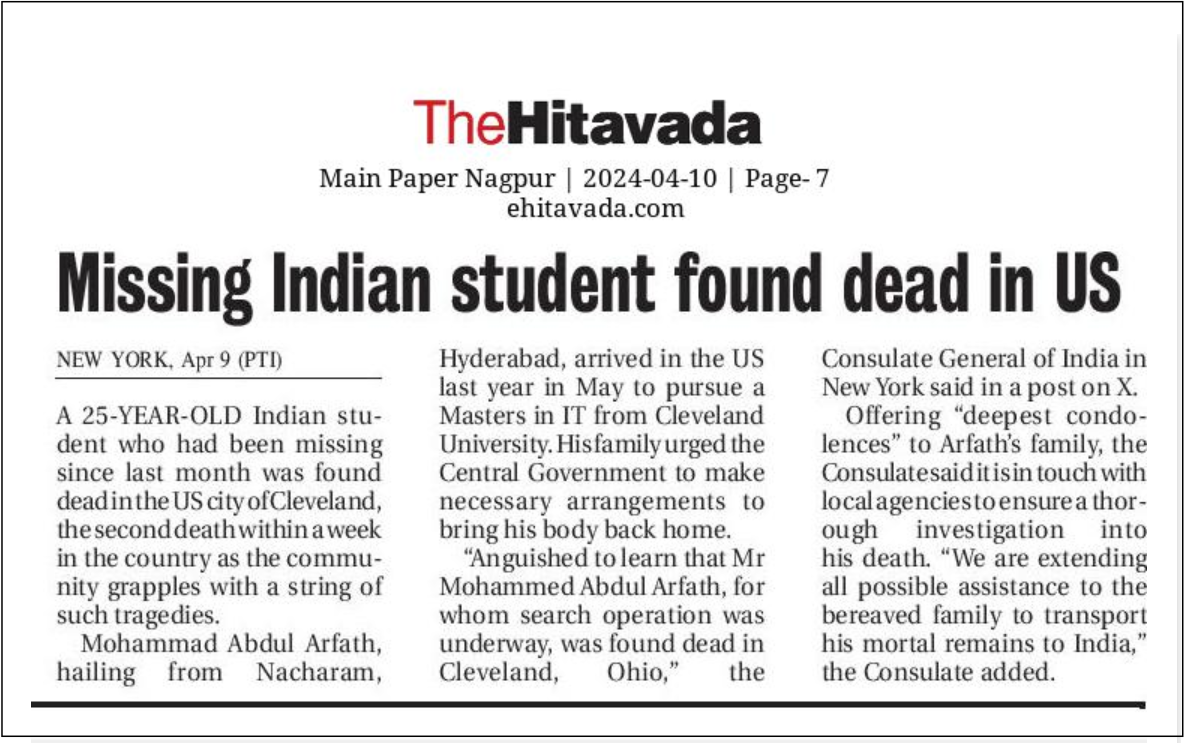 TheHitavada
Main Paper Nagpur | 2024-04-10 | Page- 7
ehitavada.com
Missing Indian student found dead in US
NEW YORK, Apr 9 (PTI)
A 25-YEAR-OLD Indian stu-
dent who had been missing
since last month was found
dead in the US city of Cleveland,
the second death within a week
in the country as the commu-
nity grapples with a string of
such tragedies.
Mohammad Abdul Arfath,
hailing from Nacharam,
Hyderabad, arrived in the US
last year in May to pursue a
Masters in IT from Cleveland
University. His family urged the
Central Government to make
necessary arrangements to
bring his body back home.
“Anguished to learn that Mr
Mohammed Abdul Arfath, for
whom search operation was
underway, was found dead in
Cleveland, Ohio,” the
Consulate General of India in
New York said in a post on X.
Offering “deepest condo-
lences” to Arfath’s family, the
Consulate said it is in touch with
local agencies to ensure a thor-
ough investigation into
his death. “We are extending
all possible assistance to the
bereaved family to transport
his mortal remains to India,”
the Consulate added.